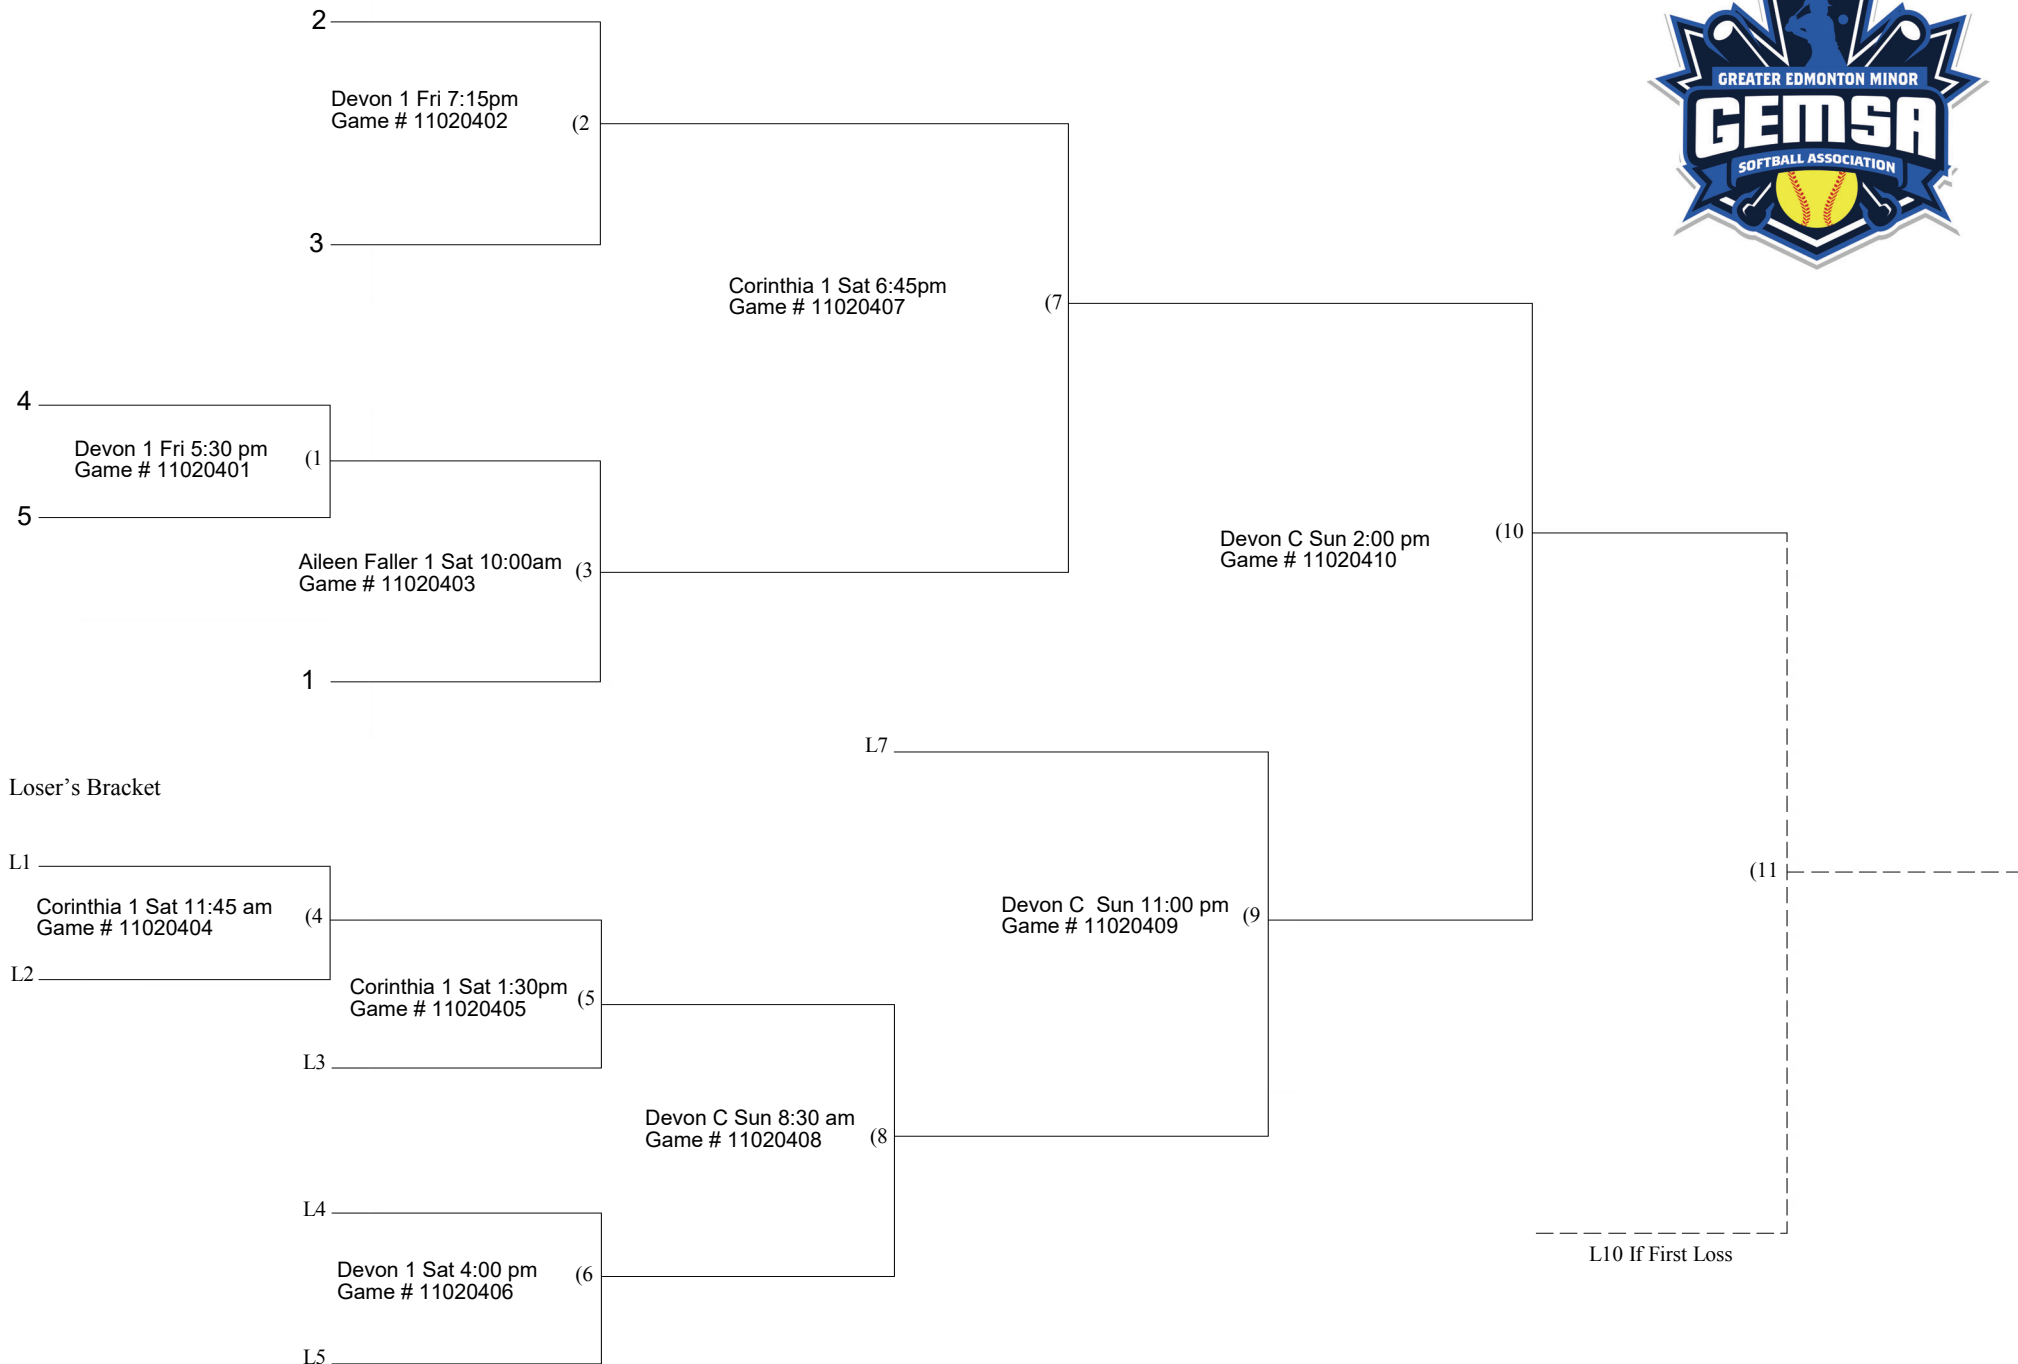 2
Devon 1 Fri 7:15pm
Game # 11020402
(2
3
GREATER EDMONTON MINOR
GEMSA
SOFTBALL ASSOCIATION
Corinthia 1 Sat 6:45pm
Game # 11020407
(7
4
Devon 1 Fri 5:30 pm
Game # 11020401
(1
5
Aileen Faller 1 Sat 10:00am
Game # 11020403
(3
1
Devon C Sun 2:00 pm
Game # 11020410
(10
L7
Loser’s Bracket
L1
Corinthia 1 Sat 11:45 am
Game # 11020404
(4
L2
Corinthia 1 Sat 1:30pm
Game # 11020405
(5
L3
Devon C  Sun 11:00 pm
Game # 11020409
(9
(11
Devon C Sun 8:30 am
Game # 11020408
(8
L4
Devon 1 Sat 4:00 pm
Game # 11020406
(6
L5
L10 If First Loss